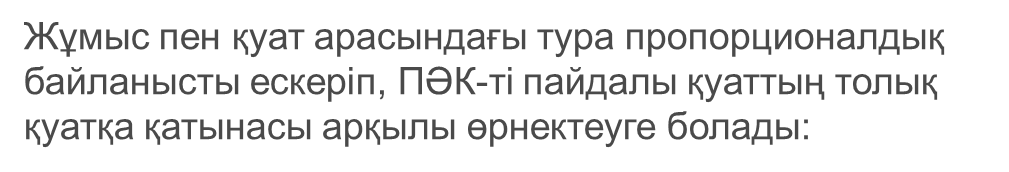 Жұмыс пен қуат арасындағы тура пропорционалдық
байланысты ескеріп, ПӘК-ті пайдалы қуаттың толық
қуатқа қатынасы арқылы өрнектеуге болады: